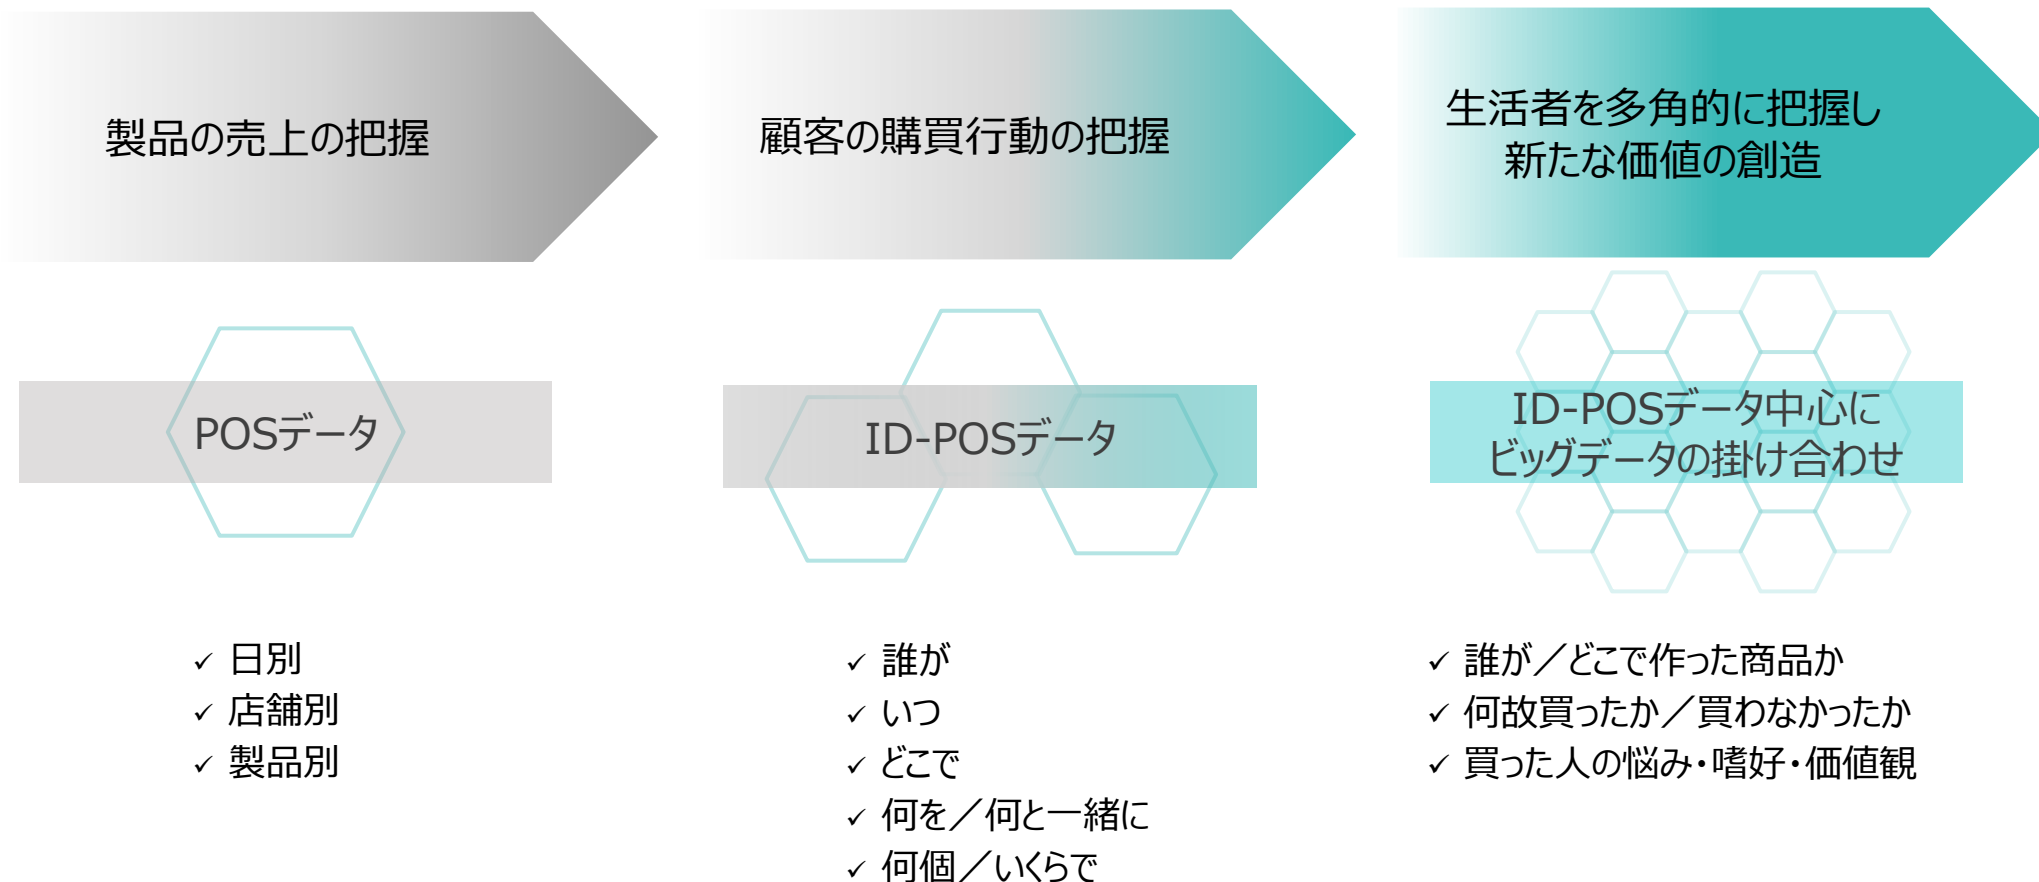 製品の売上の把握
POSデータ
日別
店舗別
製品別
顧客の購買行動の把握
ID-POSデータ
誰が
いつ
どこで
何を／何と一緒に
何個／いくらで
生活者を多角的に把握し
新たな価値の創造
ID-POSデータ中心に
ビッグデータの掛け合わせ
誰が／どこで作った商品か
何故買ったか／買わなかったか
買った人の悩み・嗜好・価値観